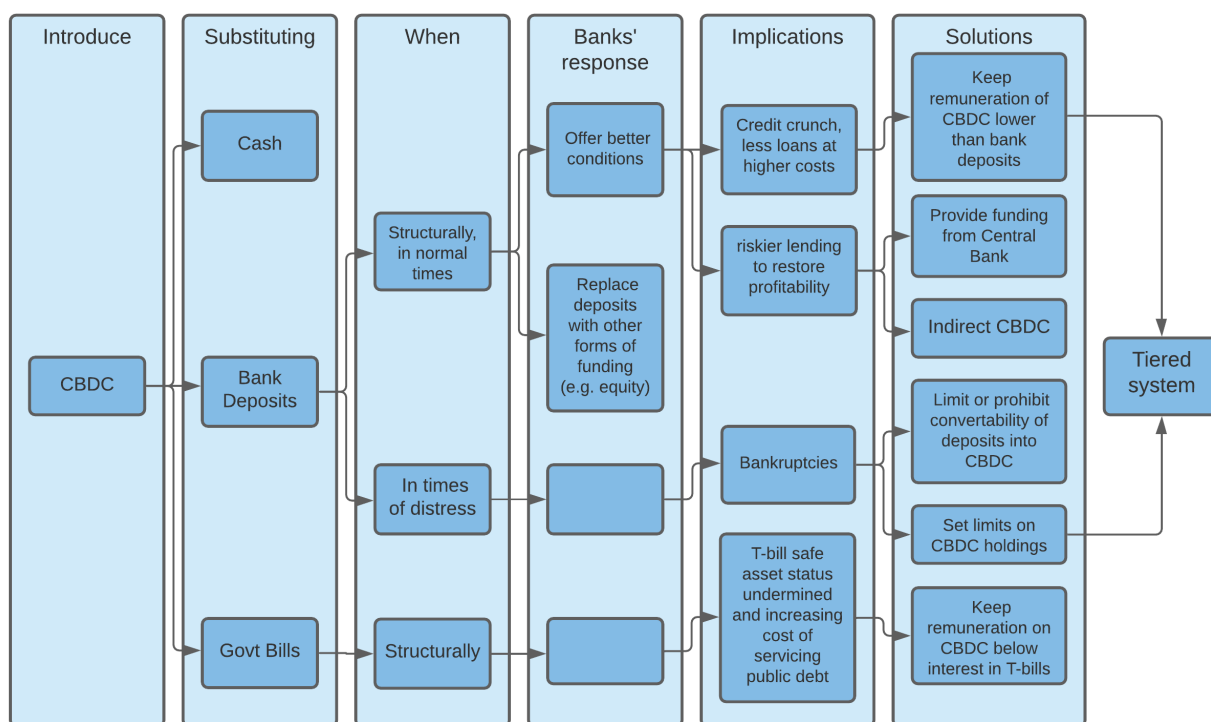 Introduce
Substituting
When
Banks'
response
Implications
Solutions
CBDC
Cash
Bank
Deposits
Govt Bills
Structurally,
in normal
times
In times
of distress
Structurally
Offer better
conditions
Replace
deposits
with other
forms of
funding
(e.g. equity)
Credit crunch,
less loans at
higher costs
riskier lending
to restore
profitability
Bankruptcies
T-bill safe
asset status
undermined
and increasing
cost of
servicing
public debt
Keep
remuneration of
CBDC lower
than bank
deposits
Provide funding
from Central
Bank
Indirect CBDC
Limit or prohibit
convertability of
deposits into
CBDC
Set limits on
CBDC holdings
Keep
remuneration on
CBDC below
interest in T-bills
Tiered
system